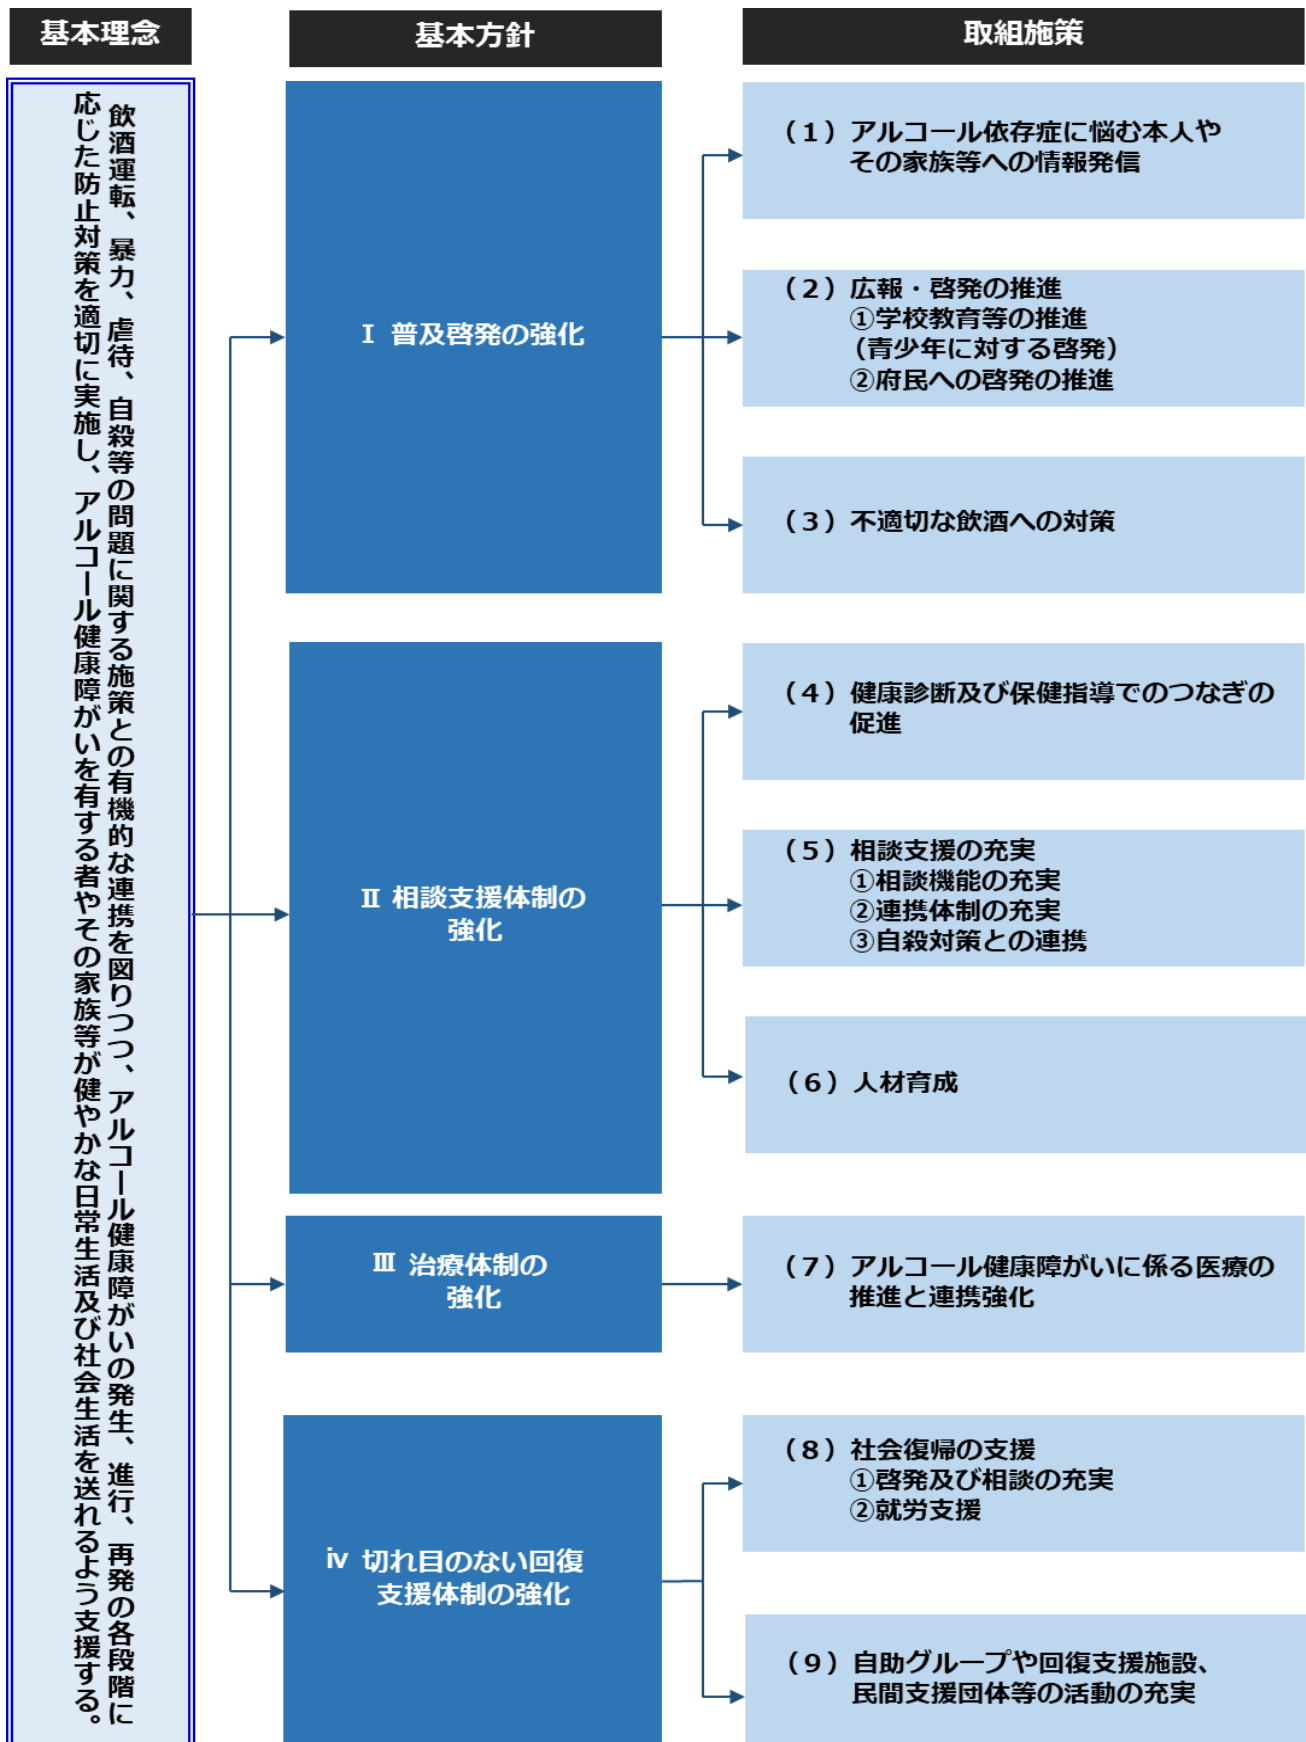 基本理念
基本方針
取組施策
飲酒運転、暴力、虐待、自殺等の問題に関する施策との有機的な連携を図りつつ、アルコール健康障がいの発生、進行、再発の各段階に
応じた防止対策を適切に実施し、アルコール健康障がいを有する者やその家族等が健やかな日常生活及び社会生活を送れるよう支援する。
Ⅰ 普及啓発の強化
（１）アルコール依存症に悩む本人や
その家族等への情報発信
（２）広報・啓発の推進
①学校教育等の推進
（青少年に対する啓発）
②府民への啓発の推進
（３）不適切な飲酒への対策
Ⅱ 相談支援体制の
強化
（４）健康診断及び保健指導でのつなぎの
促進
（５）相談支援の充実
①相談機能の充実
②連携体制の充実
③自殺対策との連携
（６）人材育成
Ⅲ 治療体制の
強化
（７）アルコール健康障がいに係る医療の
推進と連携強化
ⅳ 切れ目のない回復
支援体制の強化
（８）社会復帰の支援
①啓発及び相談の充実
②就労支援
（９）自助グループや回復支援施設、
民間支援団体等の活動の充実